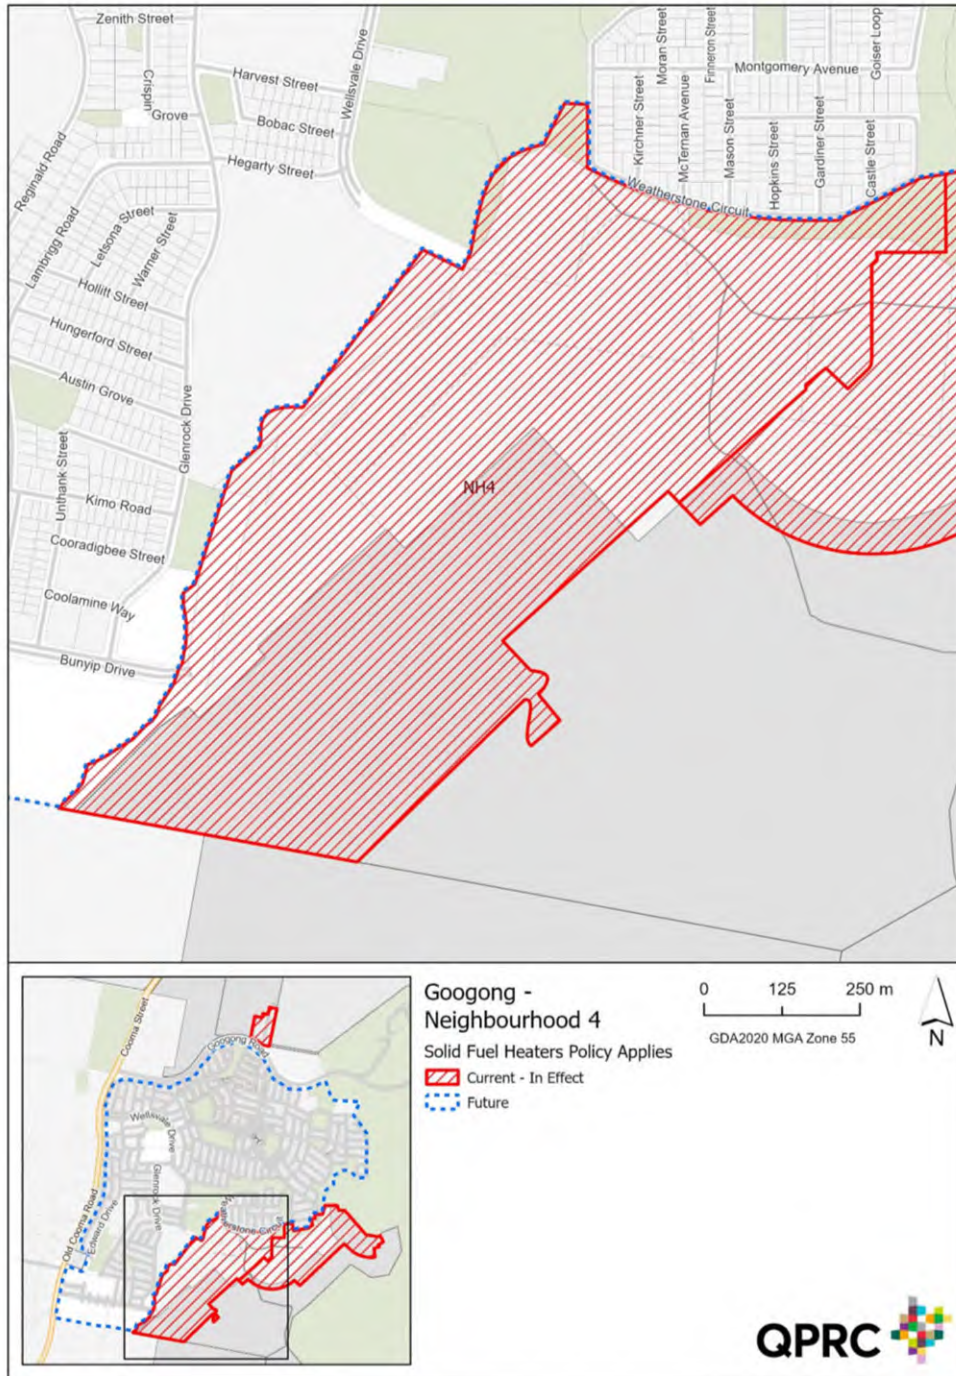 Zenith Street
Crispin
Grove
Harvest Street
Wellsvale Drive
Bobac Street
Hegarty Street
Reginald Road
Lambrigg Road
Letsona Street
Warner Street
Hollitt Street
Hungerford Street
Austin Grove
Glenrock Drive
Unthank Street
Kimo Road
Cooradigbee Street
Coolamine Way
Bunyip Drive
Moran Street
Finneron Street
Goiser Loop
Montgomery Avenue
Kirchner Street
McTernan Avenue
Mason Street
Hopkins Street
Gardiner Street
Castle Street
Weatherstone Circuit
NH4
Googong -
Neighbourhood 4
Solid Fuel Heaters Policy Applies
Current - In Effect
Future
0 125 250 m
GDA2020 MGA Zone 55
N
Cooma Street
Googong Road
Wellsvale Drive
Glenrock Drive
Edward Drive
Old Cooma Road
Weatherstone Circuit
QPRC